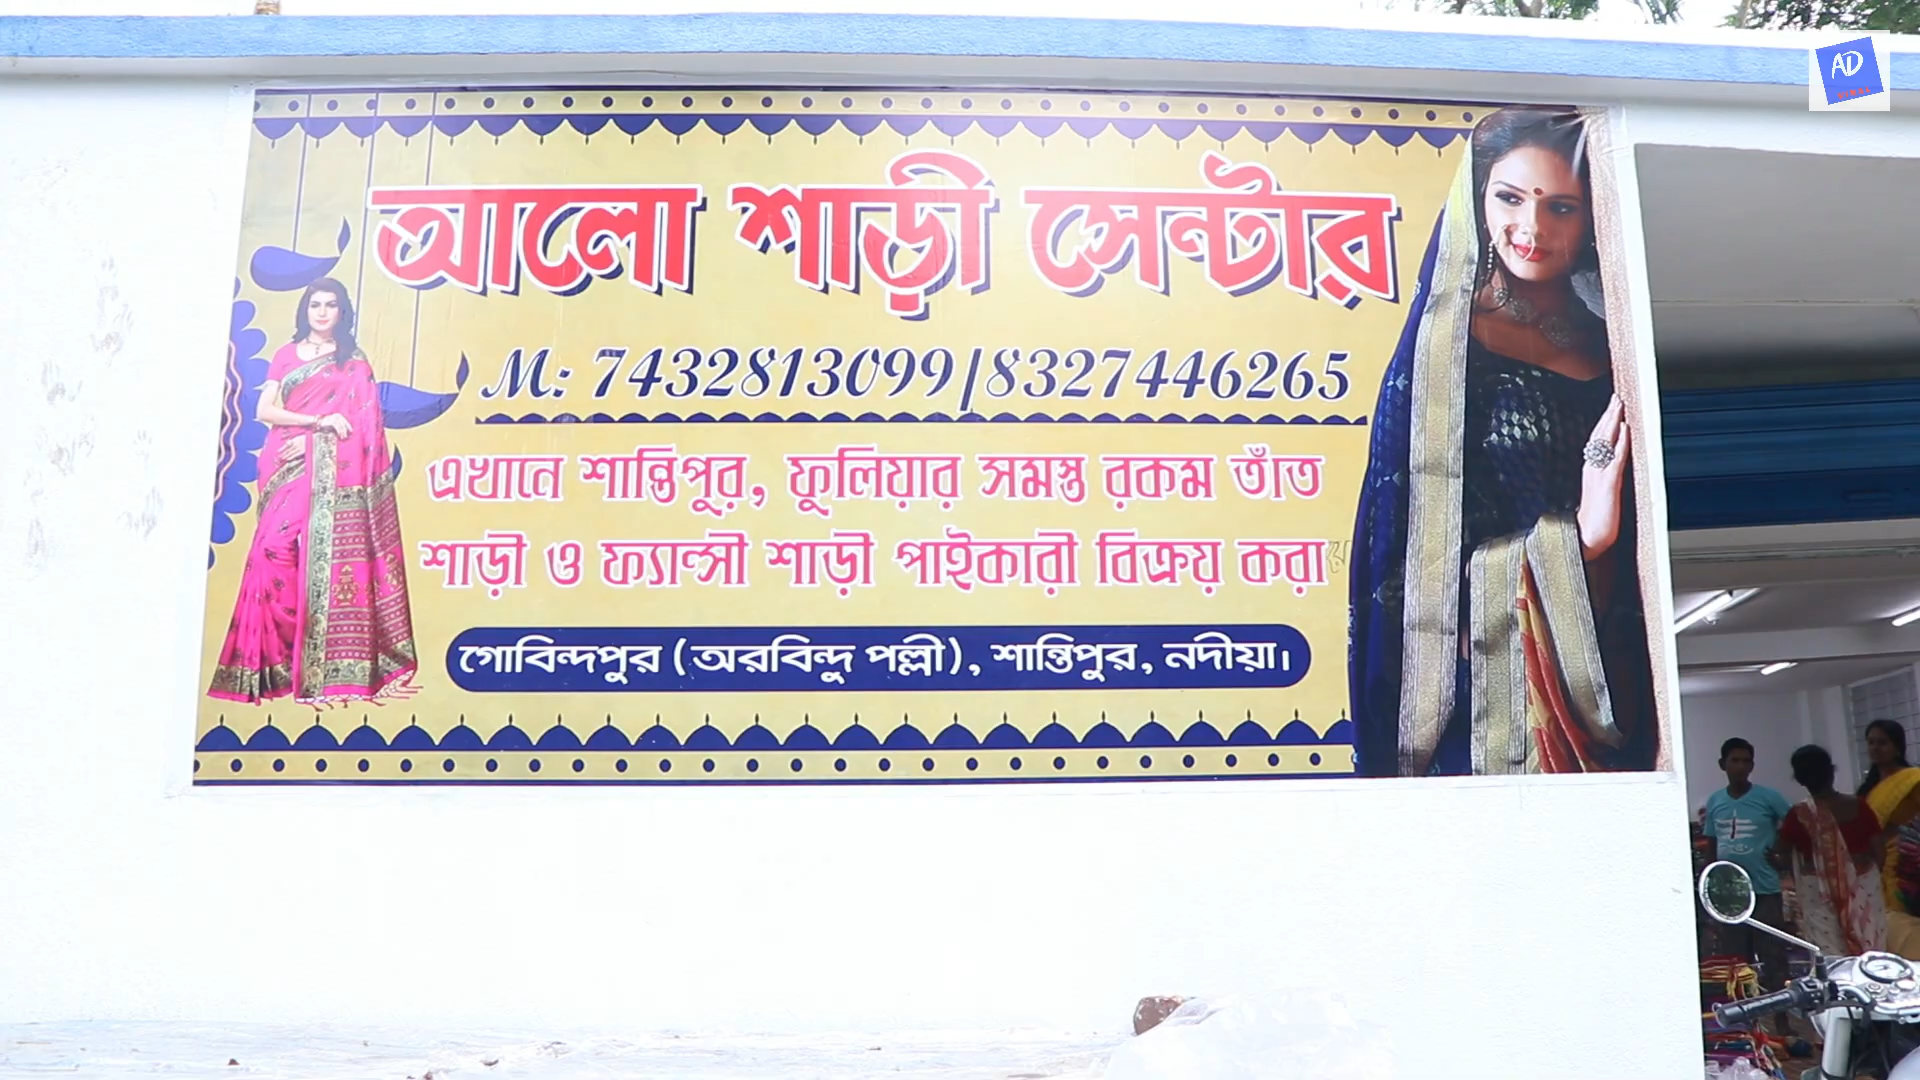 আলো শাড়ী সেন্টার
M: 7432813099/8327446265
এখানে শান্তিপুর, ফুলিয়ার সমস্ত রকম তাঁত
শাড়ী ও ফ্যান্সী শাড়ী পাইকারী বিক্রয় করা
গোবিন্দপুর (অরবিন্দু পল্লী), শান্তিপুর, নদীয়া।
AD